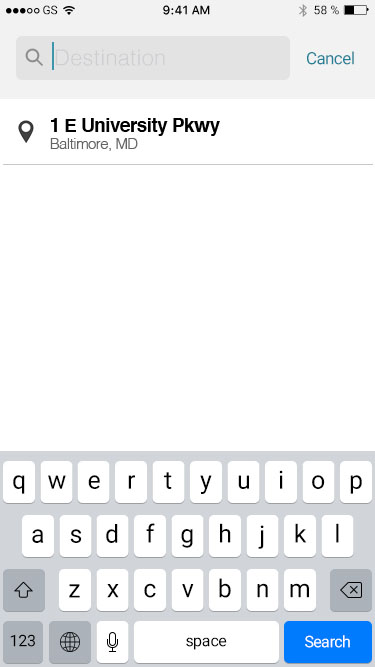 GS 9:41 AM 58 %
Destination
Cancel
1 E University Pkwy
Baltimore, MD
q w e r t y u i o p
a s d f g h j k l
z x c v b n m
123 space Search